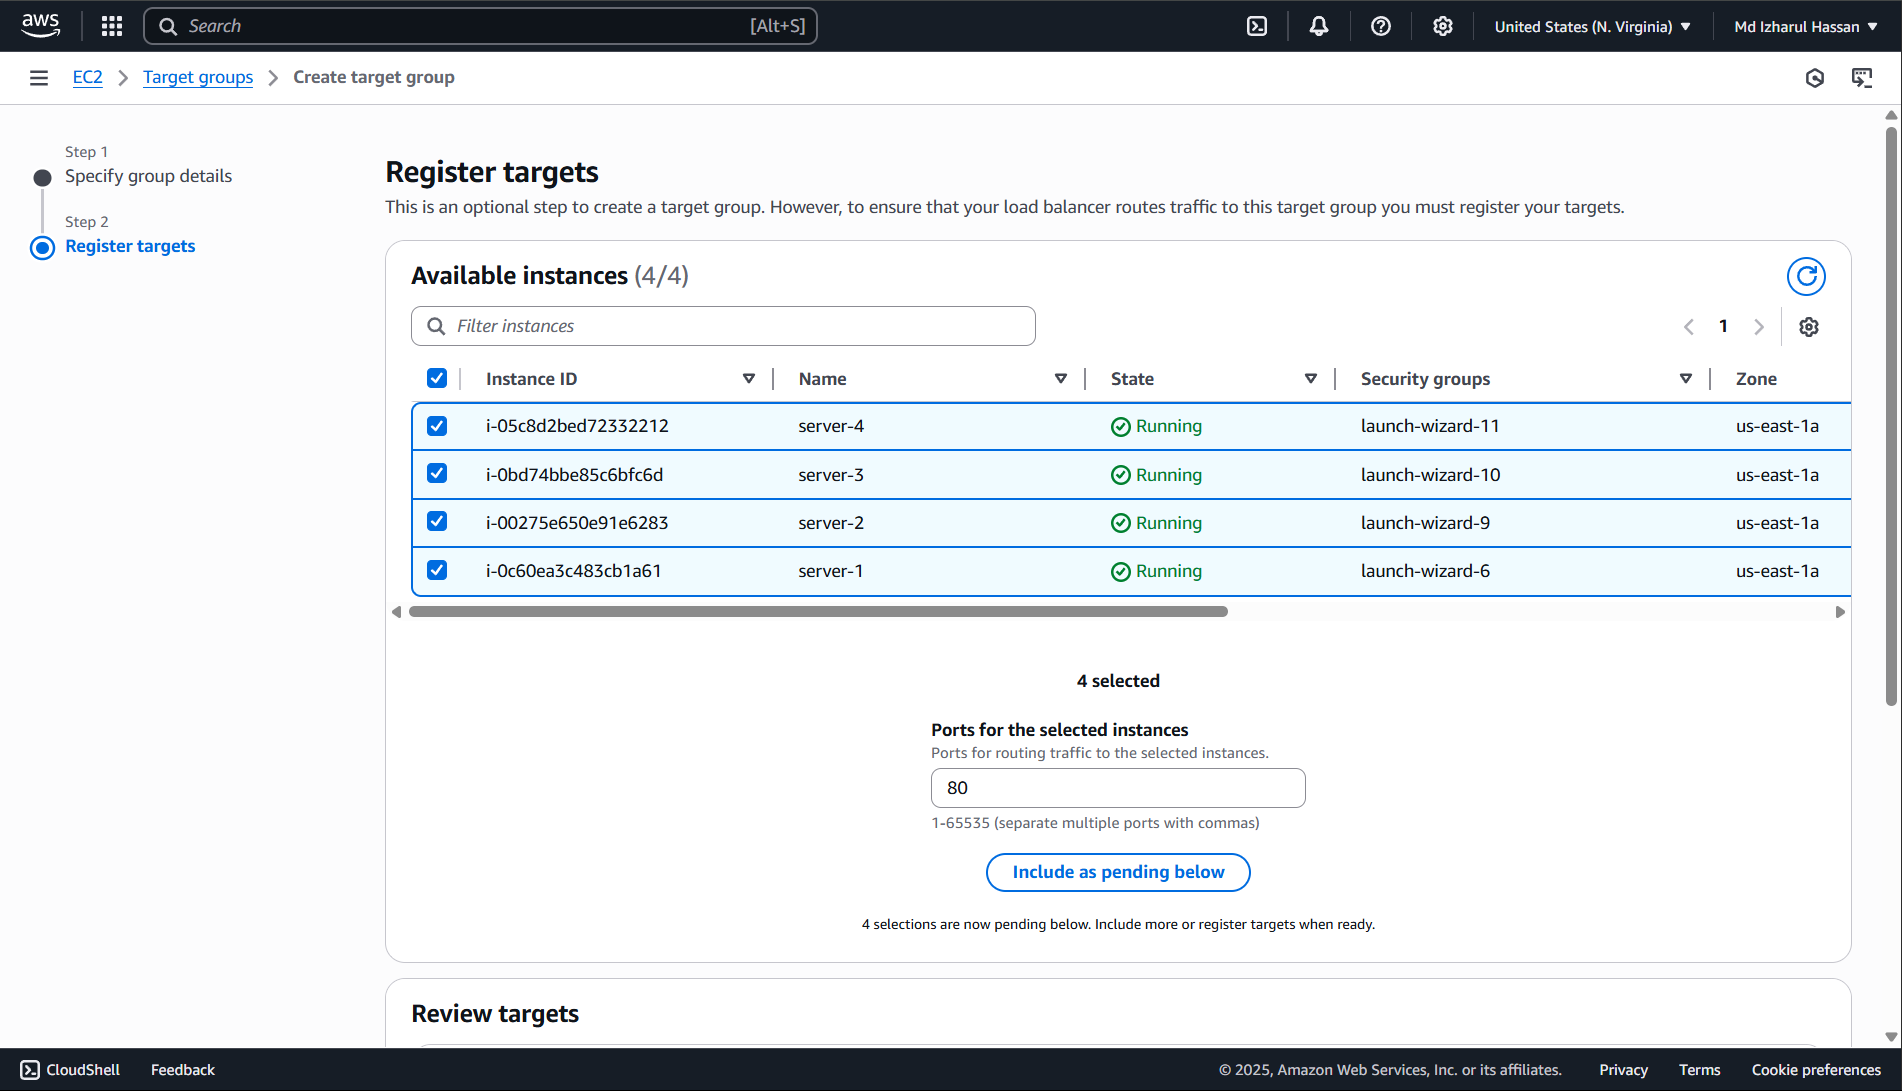 aws
Search [Alt+S]
United States (N. Virginia) Md Izharul Hassan
EC2 Target groups Create target group
Step 1
Specify group details
Step 2
Register targets
Register targets
This is an optional step to create a target group. However, to ensure that your load balancer routes traffic to this target group you must register your targets.
Available instances (4/4)
Filter instances
1
Instance ID Name State Security groups Zone
i-05c8d2bed72332212 server-4 Running launch-wizard-11 us-east-1a
i-0bd74bbe85c6bfc6d server-3 Running launch-wizard-10 us-east-1a
i-00275e650e91e6283 server-2 Running launch-wizard-9 us-east-1a
i-0c60ea3c483cb1a61 server-1 Running launch-wizard-6 us-east-1a
4 selected
Ports for the selected instances
Ports for routing traffic to the selected instances.
80
1-65535 (separate multiple ports with commas)
Include as pending below
4 selections are now pending below. Include more or register targets when ready.
Review targets
CloudShell Feedback © 2025, Amazon Web Services, Inc. or its affiliates. Privacy Terms Cookie preferences